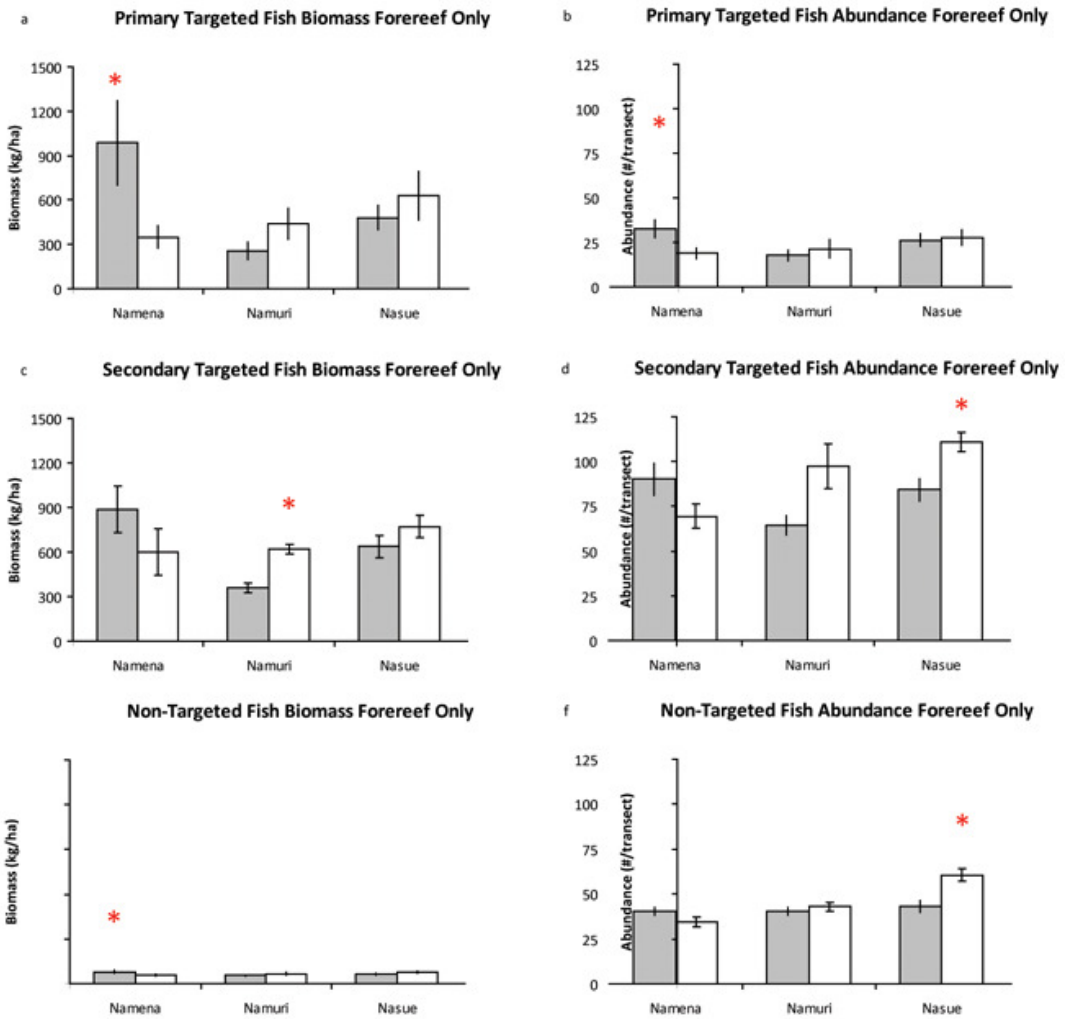 a
Primary Targeted Fish Biomass Forereef Only
1500
1200
900
600
300
0
Biomass (kg/ha)
*
Namena Namuri Nasue
b
Primary Targeted Fish Abundance Forereef Only
125
100
75
50
25
0
Abundance (#/transect)
*
Namena Namuri Nasue
c
Secondary Targeted Fish Biomass Forereef Only
1500
1200
900
600
300
0
Biomass (kg/ha)
*
Namena Namuri Nasue
d
Secondary Targeted Fish Abundance Forereef Only
125
100
75
50
25
0
Abundance (#/transect)
*
Namena Namuri Nasue
Non-Targeted Fish Biomass Forereef Only
Biomass (kg/ha)
*
Namena Namuri Nasue
f
Non-Targeted Fish Abundance Forereef Only
125
100
75
50
25
0
Abundance (#/transect)
*
Namena Namuri Nasue